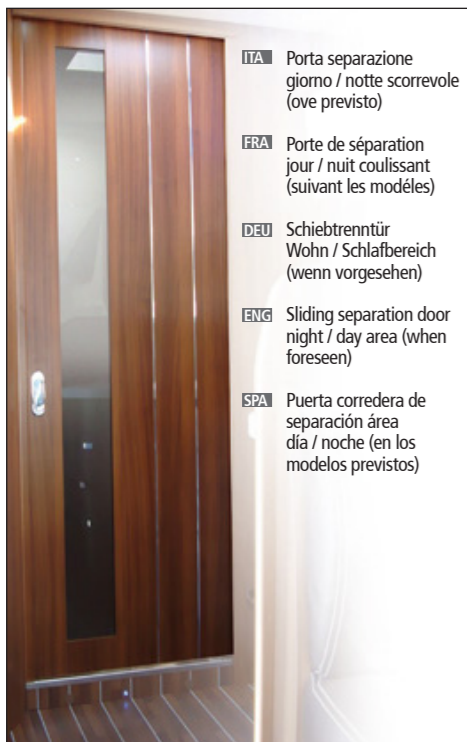 ITA Porta separazione
giorno / notte scorrevole
(ove previsto)
FRA Porte de séparation
jour / nuit coulissant
(suivant les modéles)
DEU Schiebtrenntür
Wohn / Schlafbereich
(wenn vorgesehen)
ENG Sliding separation door
night / day area (when
foreseen)
SPA Puerta corredera de
separación área
día / noche (en los
modelos previstos)